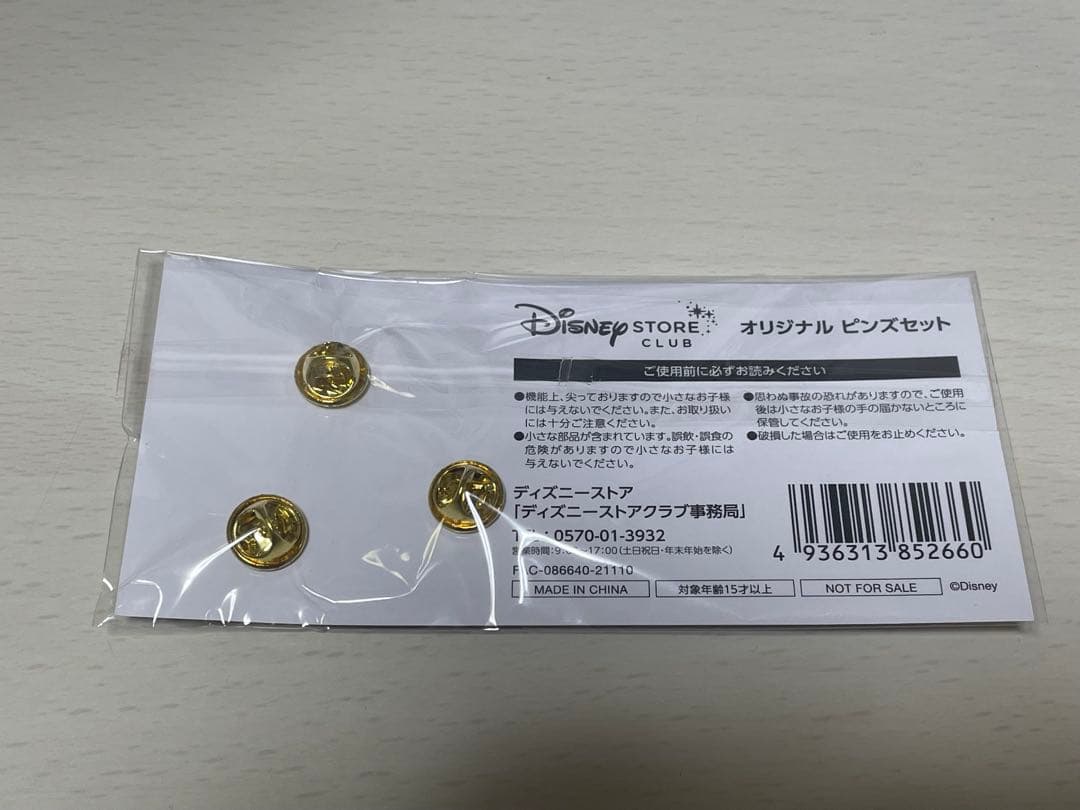 Disney STORE
CLUB
オリジナル ピンズセット
ご使用前に必ずお読みください
●機能上、尖っておりますので小さなお子様
には与えないでください。また、お取り扱い
には十分ご注意ください。
●小さな部品が含まれています。誤飲・誤食の
危険がありますので小さなお子様には
与えないでください。
●思わぬ事故の恐れがありますので、ご使用
後は小さなお子様の手の届かないところに
保管してください。
●破損した場合はご使用をお止めください。
ディズニーストア
「ディズニーストアクラブ事務局」
TEL: 0570-01-3932
営業時間:9:00~17:00(土日祝日・年末年始を除く)
086640-21110
MADE IN CHINA
対象年齢15才以上
NOT FOR SALE
©Disney
4 936313 852660